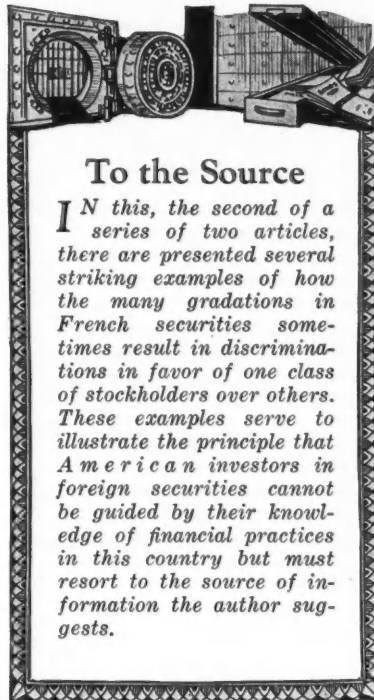 To the Source
IN this, the second of a
series of two articles,
there are presented several
striking examples of how
the many gradations in
French securities some-
times result in discrimina-
tions in favor of one class
of stockholders over others.
These examples serve to
illustrate the principle that
American investors in
foreign securities cannot
be guided by their knowl-
edge of financial practices
in this country but must
resort to the source of in-
formation the author sug-
gests.